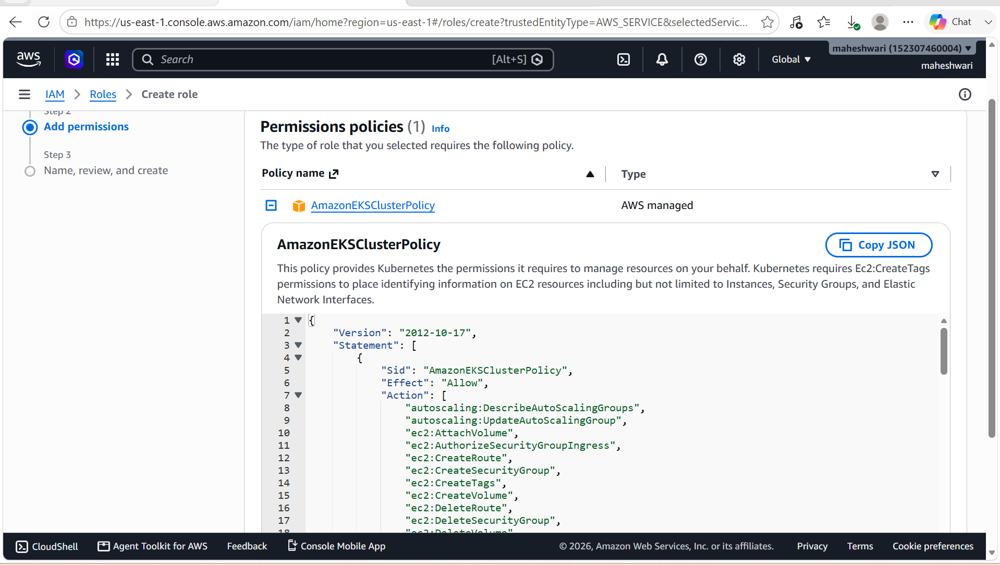 https://us-east-1.console.aws.amazon.com/iam/home?region=us-east-1#/roles/create?trustedEntityType=AWS_SERVICE&selectedServic...
Chat
aws
Search
[Alt+S]
Global
maheshwari (152307460004)
maheshwari
IAM
Roles
Create role
Step 2
Add permissions
Step 3
Name, review, and create
Permissions policies (1) Info
The type of role that you selected requires the following policy.
Policy name
Type
AmazonEKSClusterPolicy
AWS managed
AmazonEKSClusterPolicy
Copy JSON
This policy provides Kubernetes the permissions it requires to manage resources on your behalf. Kubernetes requires Ec2:CreateTags
permissions to place identifying information on EC2 resources including but not limited to Instances, Security Groups, and Elastic
Network Interfaces.
1 {
2 "Version": "2012-10-17",
3 "Statement": [
4 {
5 "Sid": "AmazonEKSClusterPolicy",
6 "Effect": "Allow",
7 "Action": [
8 "autoscaling:DescribeAutoScalingGroups",
9 "autoscaling:UpdateAutoScalingGroup",
10 "ec2:AttachVolume",
11 "ec2:AuthorizeSecurityGroupIngress",
12 "ec2:CreateRoute",
13 "ec2:CreateSecurityGroup",
14 "ec2:CreateTags",
15 "ec2:CreateVolume",
16 "ec2:DeleteRoute",
17 "ec2:DeleteSecurityGroup",
18 "ec2:DeleteVolume"
CloudShell
Agent Toolkit for AWS
Feedback
Console Mobile App
© 2026, Amazon Web Services, Inc. or its affiliates.
Privacy
Terms
Cookie preferences